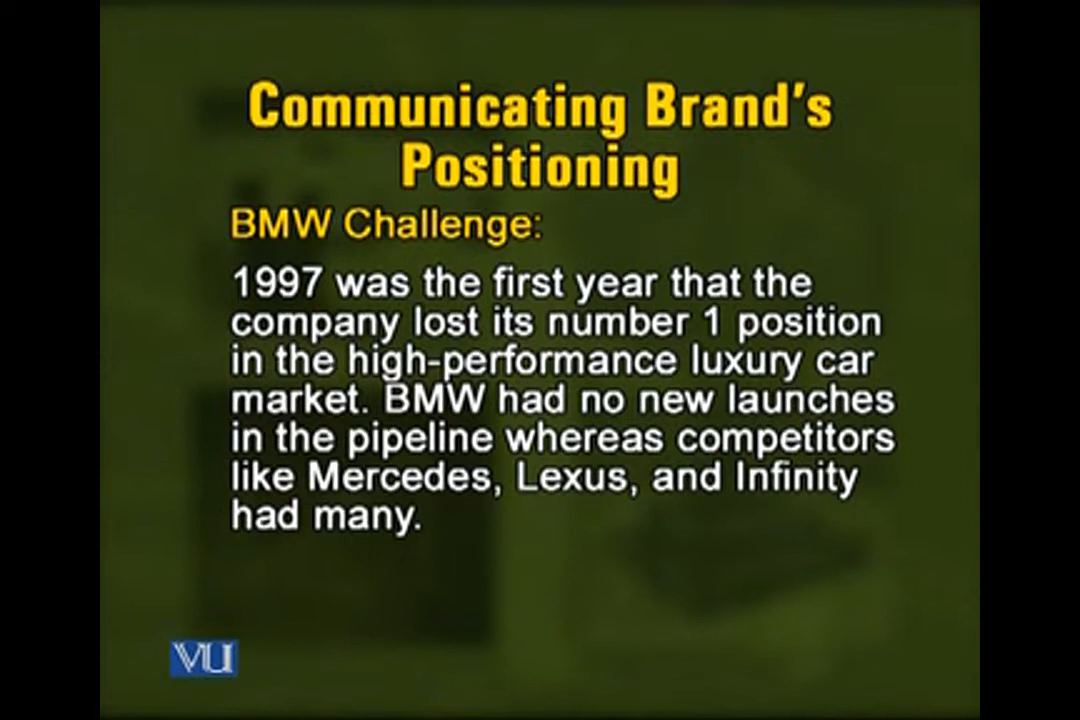 Communicating Brand's
Positioning
BMW Challenge:
1997 was the first year that the
company lost its number 1 position
in the high-performance luxury car
market. BMW had no new launches
in the pipeline whereas competitors
like Mercedes, Lexus, and Infinity
had many.
VU